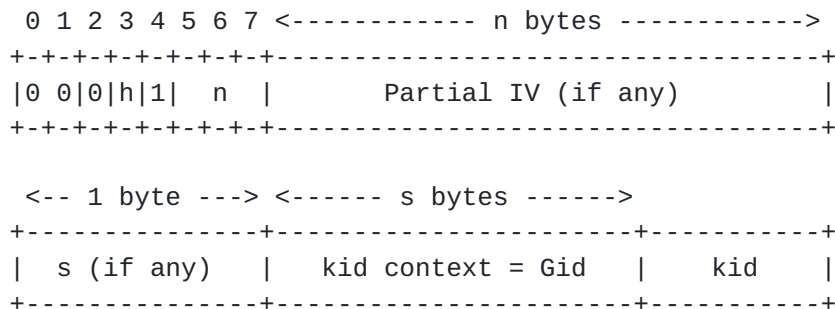 0 1 2 3 4 5 6 7 <------------ n bytes ------------->
+-+-+-+-+-+-+-+-+-----------------------------------+
|0 0|0|h|1|  n  |       Partial IV (if any)         |
+-+-+-+-+-+-+-+-+-----------------------------------+

 <-- 1 byte ---> <------ s bytes ------>
+---------------+-----------------------+-----------+
|  s (if any)   |   kid context = Gid   |    kid    |
+---------------+-----------------------+-----------+